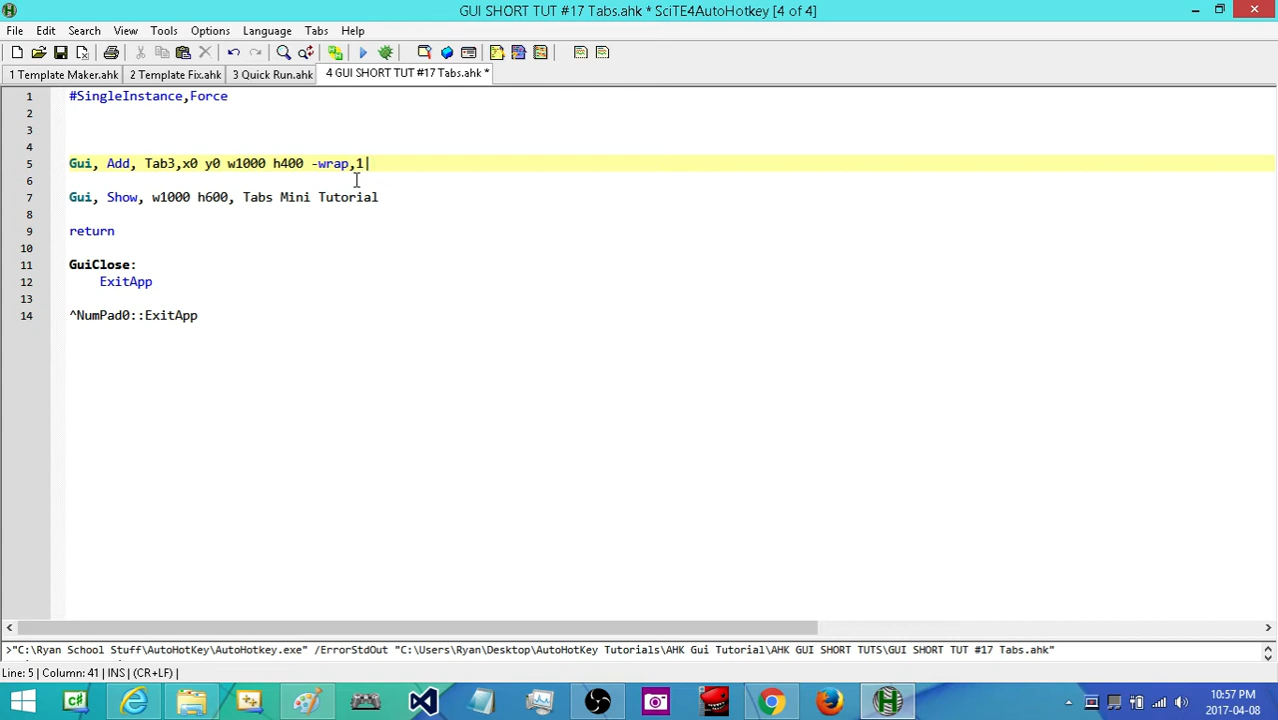 GUI SHORT TUT #17 Tabs.ahk * SciTE4AutoHotkey [4 of 4]
File Edit Search View Tools Options Language Tabs Help
1 Template Maker.ahk 2 Template Fix.ahk 3 Quick Run.ahk 4 GUI SHORT TUT #17 Tabs.ahk *
1 #SingleInstance,Force
2
3
4
5 Gui, Add, Tab3,x0 y0 w1000 h400 -wrap,1|
6
7 Gui, Show, w1000 h600, Tabs Mini Tutorial
8
9 return
10
11 GuiClose:
12 ExitApp
13
14 ^NumPad0::ExitApp
>"C:\Ryan School Stuff\AutoHotKey\AutoHotkey.exe" /ErrorStdOut "C:\Users\Ryan\Desktop\AutoHotKey Tutorials\AHK Gui Tutorial\AHK GUI SHORT TUTS\GUI SHORT TUT #17 Tabs.ahk"
Line: 5 | Column: 41 | INS | (CR+LF) |
10:57 PM
2017-04-08